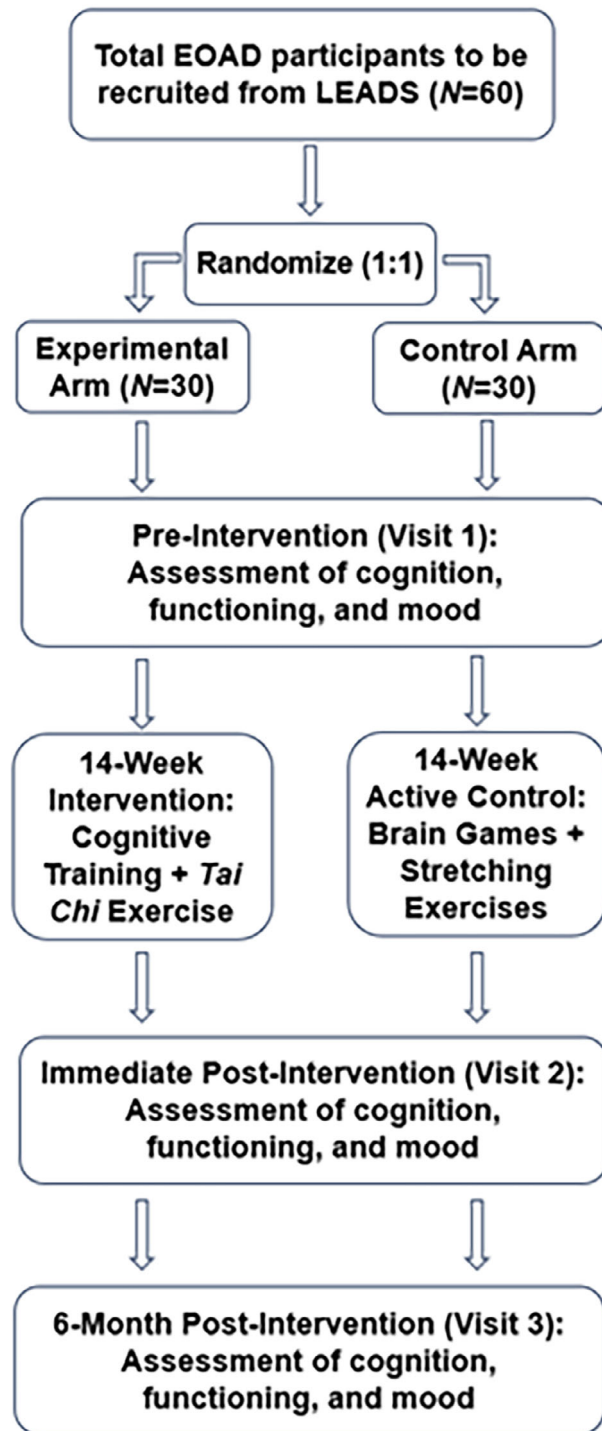 Total EOAD participants to be
recruited from LEADS (N=60)
Randomize (1:1)
Experimental
Arm (N=30)
Control Arm
(N=30)
Pre-Intervention (Visit 1):
Assessment of cognition,
functioning, and mood
14-Week
Intervention:
Cognitive
Training + Tai
Chi Exercise
14-Week
Active Control:
Brain Games +
Stretching
Exercises
Immediate Post-Intervention (Visit 2):
Assessment of cognition,
functioning, and mood
6-Month Post-Intervention (Visit 3):
Assessment of cognition,
functioning, and mood